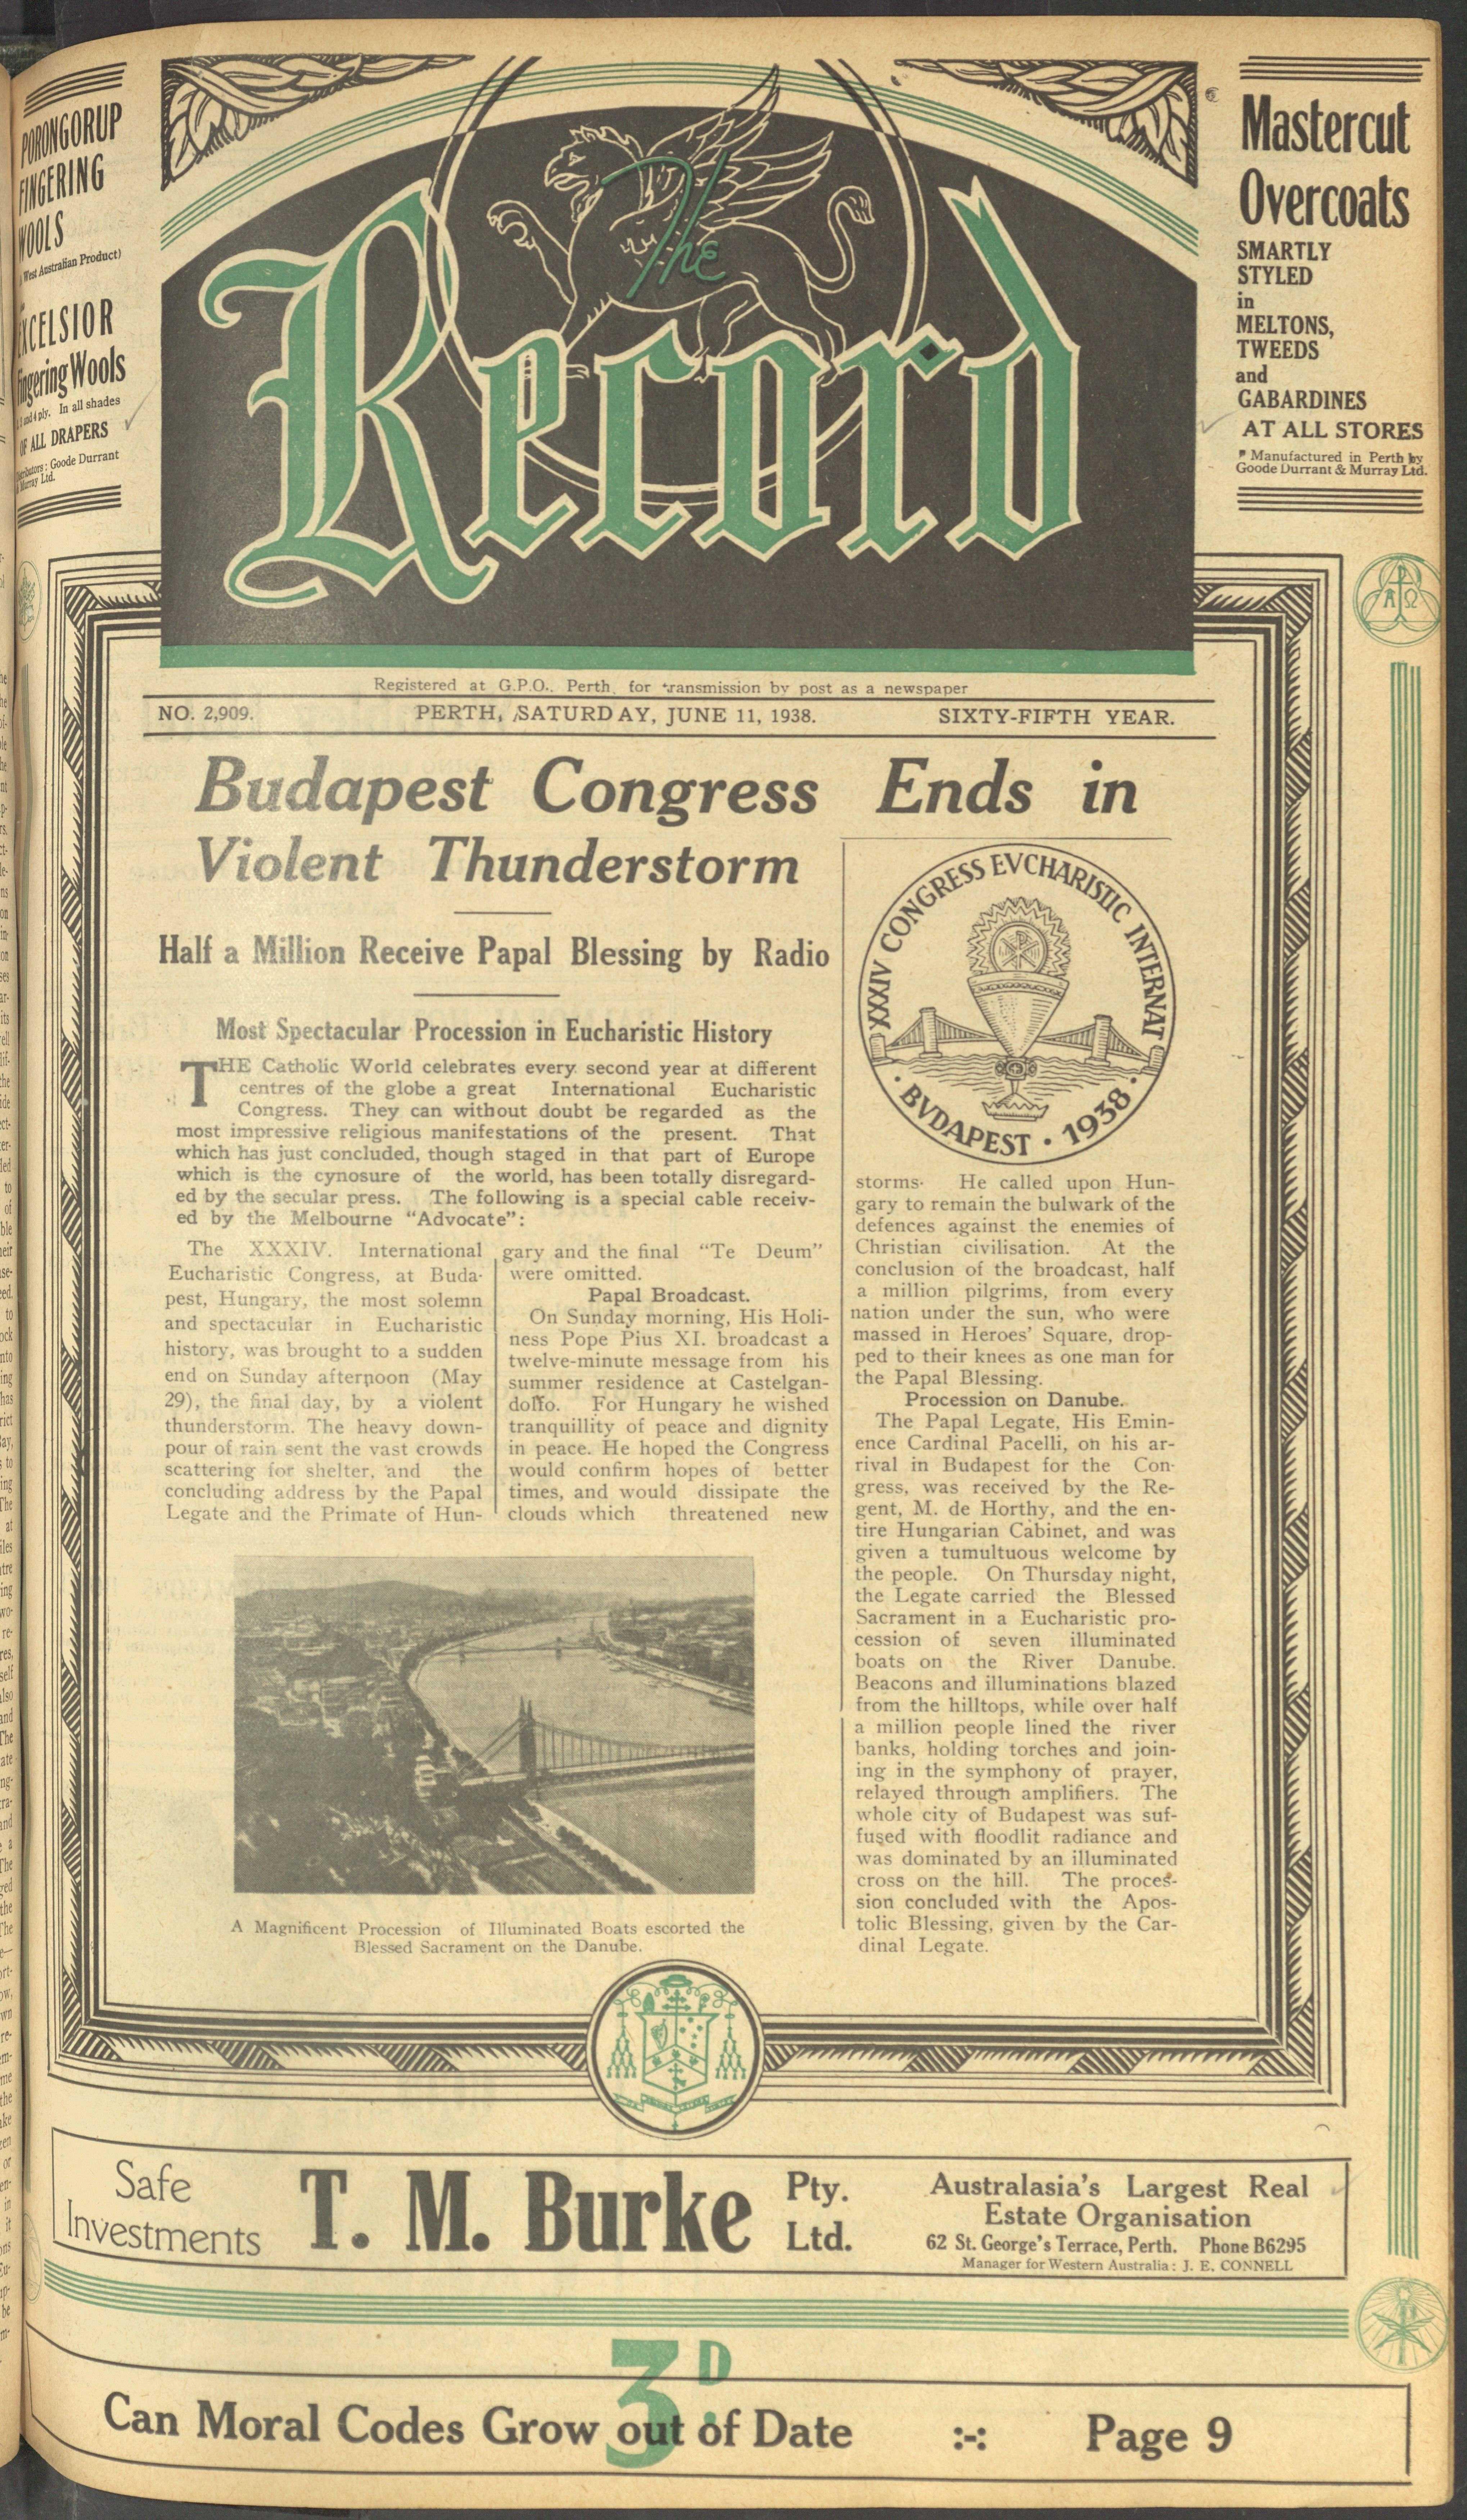 PORONGORUP
FINGERING
WOOLS
West Australian Product)
EXCELSIOR
Fingering Wools
and 4 ply. In all shades
OF ALL DRAPERS
Distributors: Goode Durrant
& Murray Ltd.
The
Record
Mastercut
Overcoats
SMARTLY
STYLED
in
MELTONS,
TWEEDS
and
GABARDINES
AT ALL STORES
Manufactured in Perth by
Goode Durrant & Murray Ltd.
Registered at G.P.O., Perth, for transmission by post as a newspaper
NO. 2,909. PERTH, SATURDAY, JUNE 11, 1938. SIXTY-FIFTH YEAR.
Budapest Congress Ends in
Violent Thunderstorm
Half a Million Receive Papal Blessing by Radio
Most Spectacular Procession in Eucharistic History
THE Catholic World celebrates every second year at different
centres of the globe a great International Eucharistic
Congress. They can without doubt be regarded as the
most impressive religious manifestations of the present. That
which has just concluded, though staged in that part of Europe
which is the cynosure of the world, has been totally disregard-
ed by the secular press. The following is a special cable receiv-
ed by the Melbourne "Advocate":
The XXXIV. International
Eucharistic Congress, at Buda-
pest, Hungary, the most solemn
and spectacular in Eucharistic
history, was brought to a sudden
end on Sunday afternoon (May
29), the final day, by a violent
thunderstorm. The heavy down-
pour of rain sent the vast crowds
scattering for shelter, and the
concluding address by the Papal
Legate and the Primate of Hun-
gary and the final "Te Deum"
were omitted.
Papal Broadcast.
On Sunday morning, His Holi-
ness Pope Pius XI. broadcast a
twelve-minute message from his
summer residence at Castelgan-
dolfo. For Hungary he wished
tranquillity of peace and dignity
in peace. He hoped the Congress
would confirm hopes of better
times, and would dissipate the
clouds which threatened new
XXXIV CONGRESS EVCHARISTIC INTERNAT
· BVDAPEST · 1938 ·
storms. He called upon Hun-
gary to remain the bulwark of the
defences against the enemies of
Christian civilisation. At the
conclusion of the broadcast, half
a million pilgrims, from every
nation under the sun, who were
massed in Heroes' Square, drop-
ped to their knees as one man for
the Papal Blessing.
Procession on Danube.
The Papal Legate, His Emin-
ence Cardinal Pacelli, on his ar-
rival in Budapest for the Con-
gress, was received by the Re-
gent, M. de Horthy, and the en-
tire Hungarian Cabinet, and was
given a tumultuous welcome by
the people. On Thursday night,
the Legate carried the Blessed
Sacrament in a Eucharistic pro-
cession of seven illuminated
boats on the River Danube.
Beacons and illuminations blazed
from the hilltops, while over half
a million people lined the river
banks, holding torches and join-
ing in the symphony of prayer,
relayed through amplifiers. The
whole city of Budapest was suf-
fused with floodlit radiance and
was dominated by an illuminated
cross on the hill. The proces-
sion concluded with the Apos-
tolic Blessing, given by the Car-
dinal Legate.
A Magnificent Procession of Illuminated Boats escorted the
Blessed Sacrament on the Danube.
Safe
Investments
T. M. Burke
Pty.
Ltd.
Australasia's Largest Real
Estate Organisation
62 St. George's Terrace, Perth. Phone B6295
Manager for Western Australia: J. E. CONNELL
3D.
Can Moral Codes Grow out of Date :-: Page 9